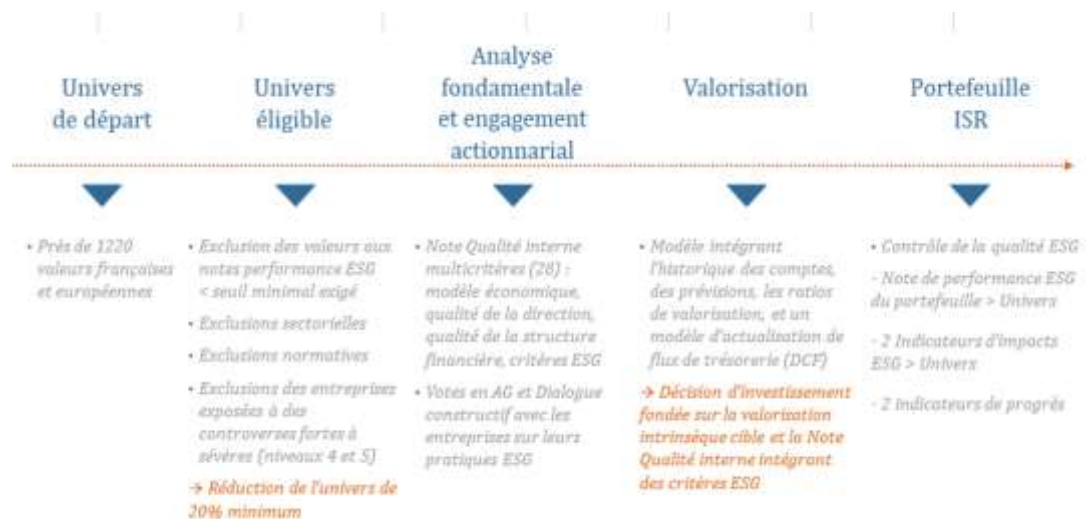 Univers
de départ
Univers
éligible
Analyse
fondamentale
et engagement
actionnarial
Valorisation
Portefeuille
ISR
• Près de 1220
valeurs françaises
et européennes
• Exclusion des valeurs aux
notes performance ESG
< seuil minimal exigé
• Exclusions sectorielles
• Exclusions normatives
• Exclusions des entreprises
exposées à des
controverses fortes à
sévères (niveaux 4 et 5)
→ Réduction de l'univers de
20% minimum
• Note Qualité interne
multicritères (28) :
modèle économique,
qualité de la direction,
qualité de la structure
financière, critères ESG
• Votes en AG et Dialogue
constructif avec les
entreprises sur leurs
pratiques ESG
• Modèle intégrant
l'historique des comptes,
des prévisions, les ratios
de valorisation, et un
modèle d'actualisation de
flux de trésorerie (DCF)
→ Décision d'investissement
fondée sur la valorisation
intrinsèque cible et la Note
Qualité interne intégrant
des critères ESG
• Contrôle de la qualité ESG
- Note de performance ESG
du portefeuille > Univers
- 2 Indicateurs d'impacts
ESG > Univers
- 2 Indicateurs de progrès